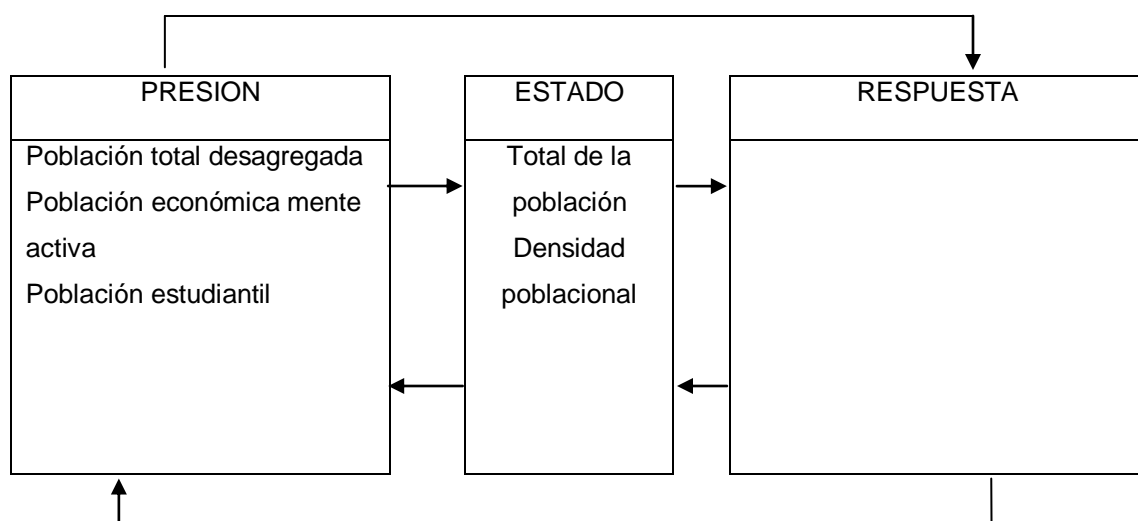 PRESION
Población total desagregada
Población económica mente
activa
Población estudiantil
ESTADO
Total de la
población
Densidad
poblacional
RESPUESTA